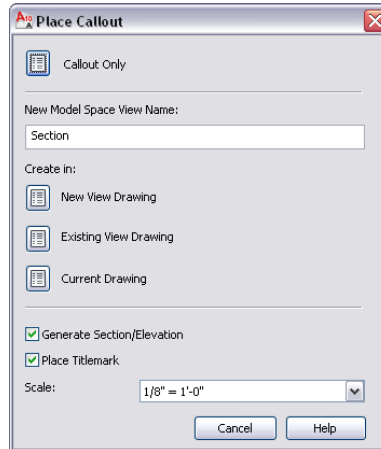 Place Callout
Callout Only
New Model Space View Name:
Section
Create in:
New View Drawing
Existing View Drawing
Current Drawing
Generate Section/Elevation
Place Titlemark
Scale: 1/8" = 1'-0"
Cancel Help